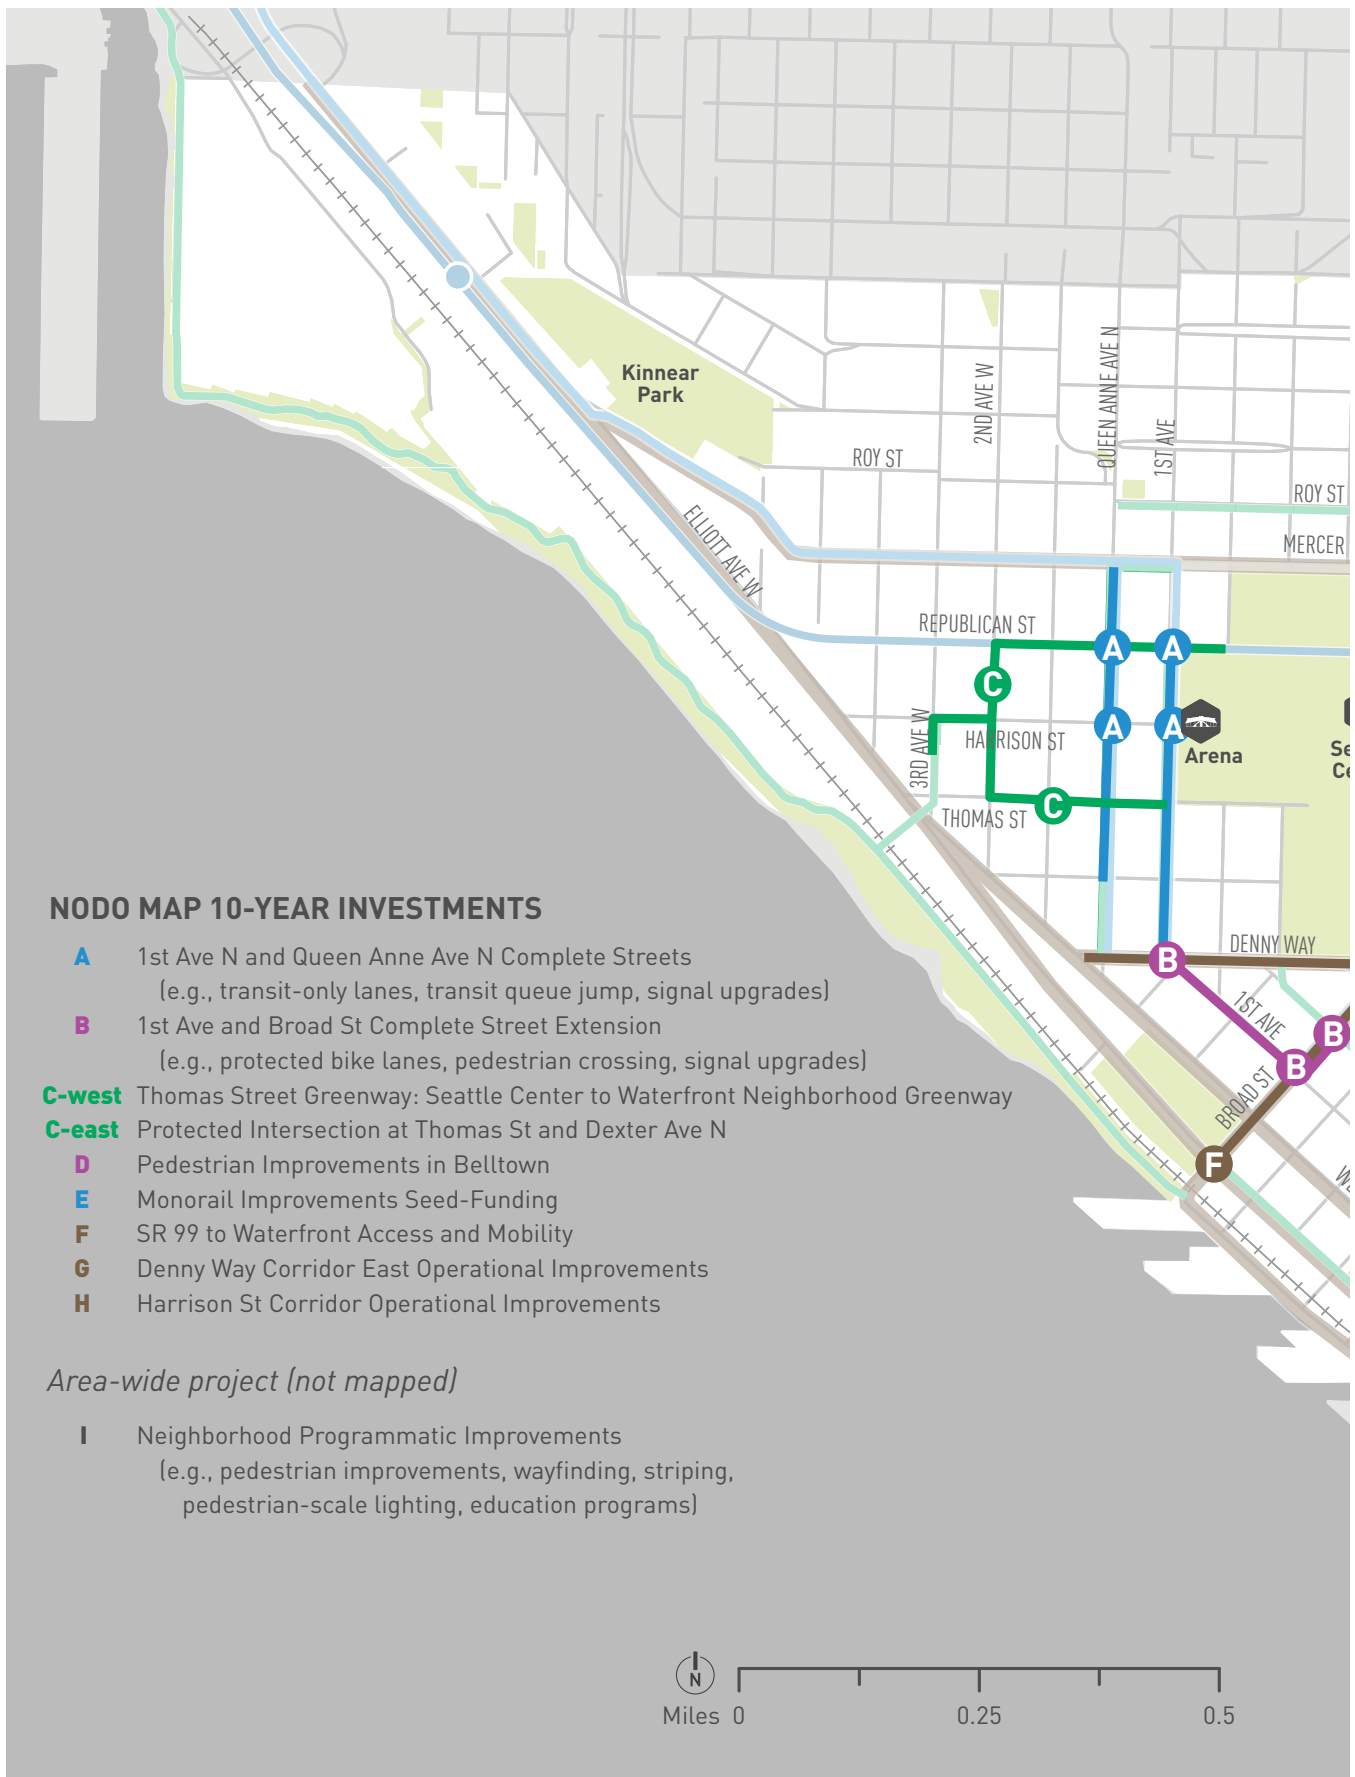 Kinnear
Park
2ND AVE W
QUEEN ANNE AVE N
1ST AVE
ROY ST
ROY ST
MERCER
ELLIOTT AVE W
REPUBLICAN ST
A
A
C
3RD AVE W
HARRISON ST
A
A
Arena
C
THOMAS ST
DENNY WAY
B
1ST AVE
B
B
BROAD ST
F
NODO MAP 10-YEAR INVESTMENTS
A 1st Ave N and Queen Anne Ave N Complete Streets
(e.g., transit-only lanes, transit queue jump, signal upgrades)
B 1st Ave and Broad St Complete Street Extension
(e.g., protected bike lanes, pedestrian crossing, signal upgrades)
C-west Thomas Street Greenway: Seattle Center to Waterfront Neighborhood Greenway
C-east Protected Intersection at Thomas St and Dexter Ave N
D Pedestrian Improvements in Belltown
E Monorail Improvements Seed-Funding
F SR 99 to Waterfront Access and Mobility
G Denny Way Corridor East Operational Improvements
H Harrison St Corridor Operational Improvements
Area-wide project (not mapped)
I Neighborhood Programmatic Improvements
(e.g., pedestrian improvements, wayfinding, striping,
pedestrian-scale lighting, education programs)
N
Miles 0 0.25 0.5